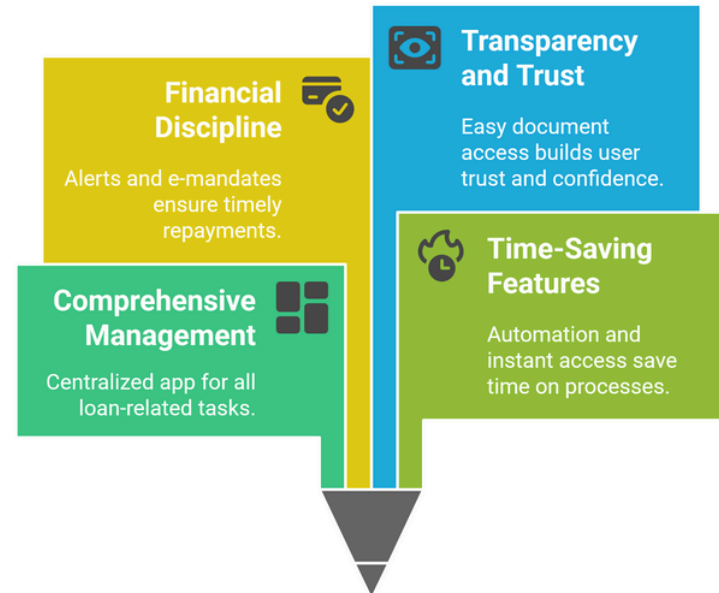 Transparency
and Trust
Easy document
access builds user
trust and confidence.
Financial
Discipline
Alerts and e-mandates
ensure timely
repayments.
Time-Saving
Features
Automation and
instant access save
time on processes.
Comprehensive
Management
Centralized app for all
loan-related tasks.